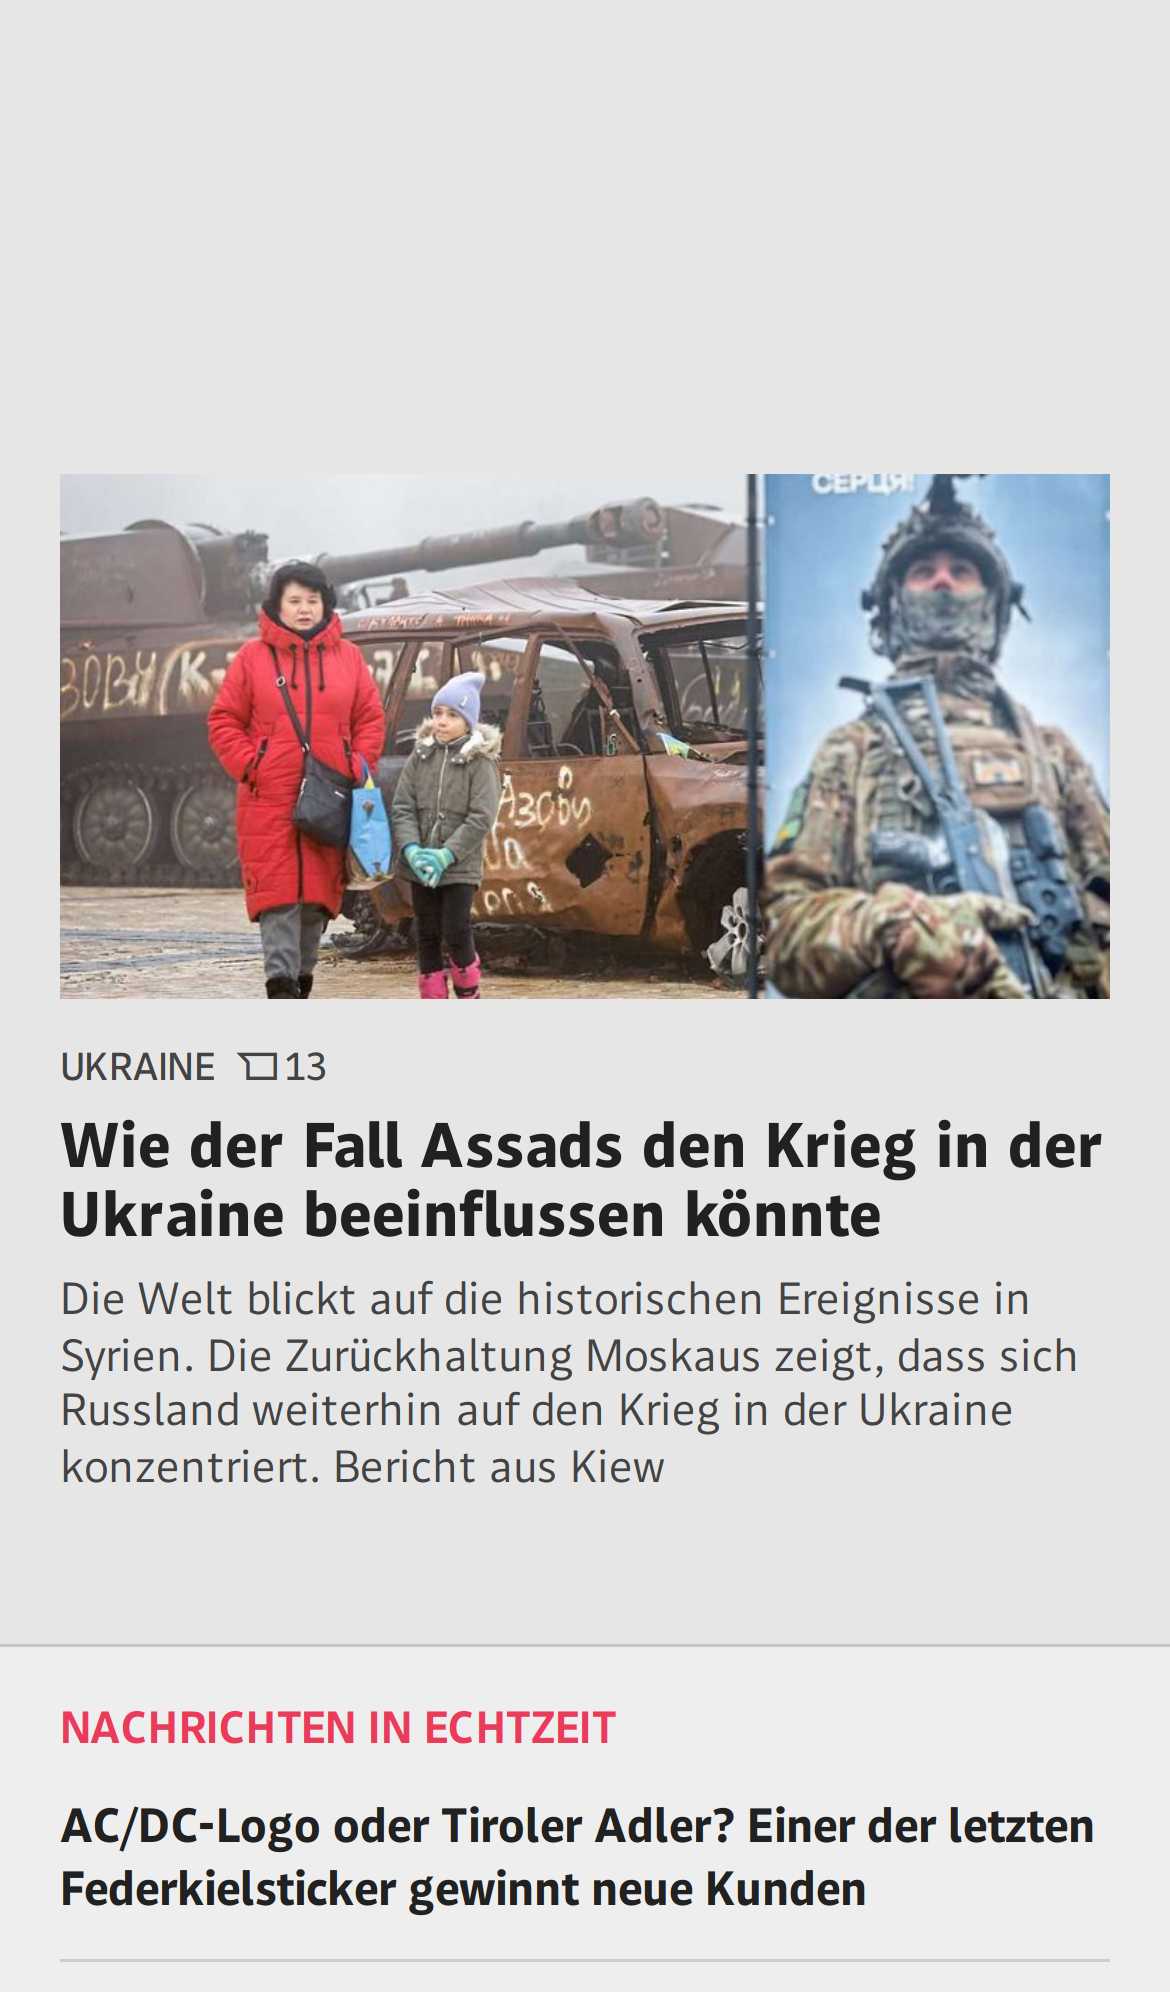 СЕРЦЯ!
Азови
UKRAINE 13
Wie der Fall Assads den Krieg in der
Ukraine beeinflussen könnte
Die Welt blickt auf die historischen Ereignisse in
Syrien. Die Zurückhaltung Moskaus zeigt, dass sich
Russland weiterhin auf den Krieg in der Ukraine
konzentriert. Bericht aus Kiew
NACHRICHTEN IN ECHTZEIT
AC/DC-Logo oder Tiroler Adler? Einer der letzten
Federkielsticker gewinnt neue Kunden